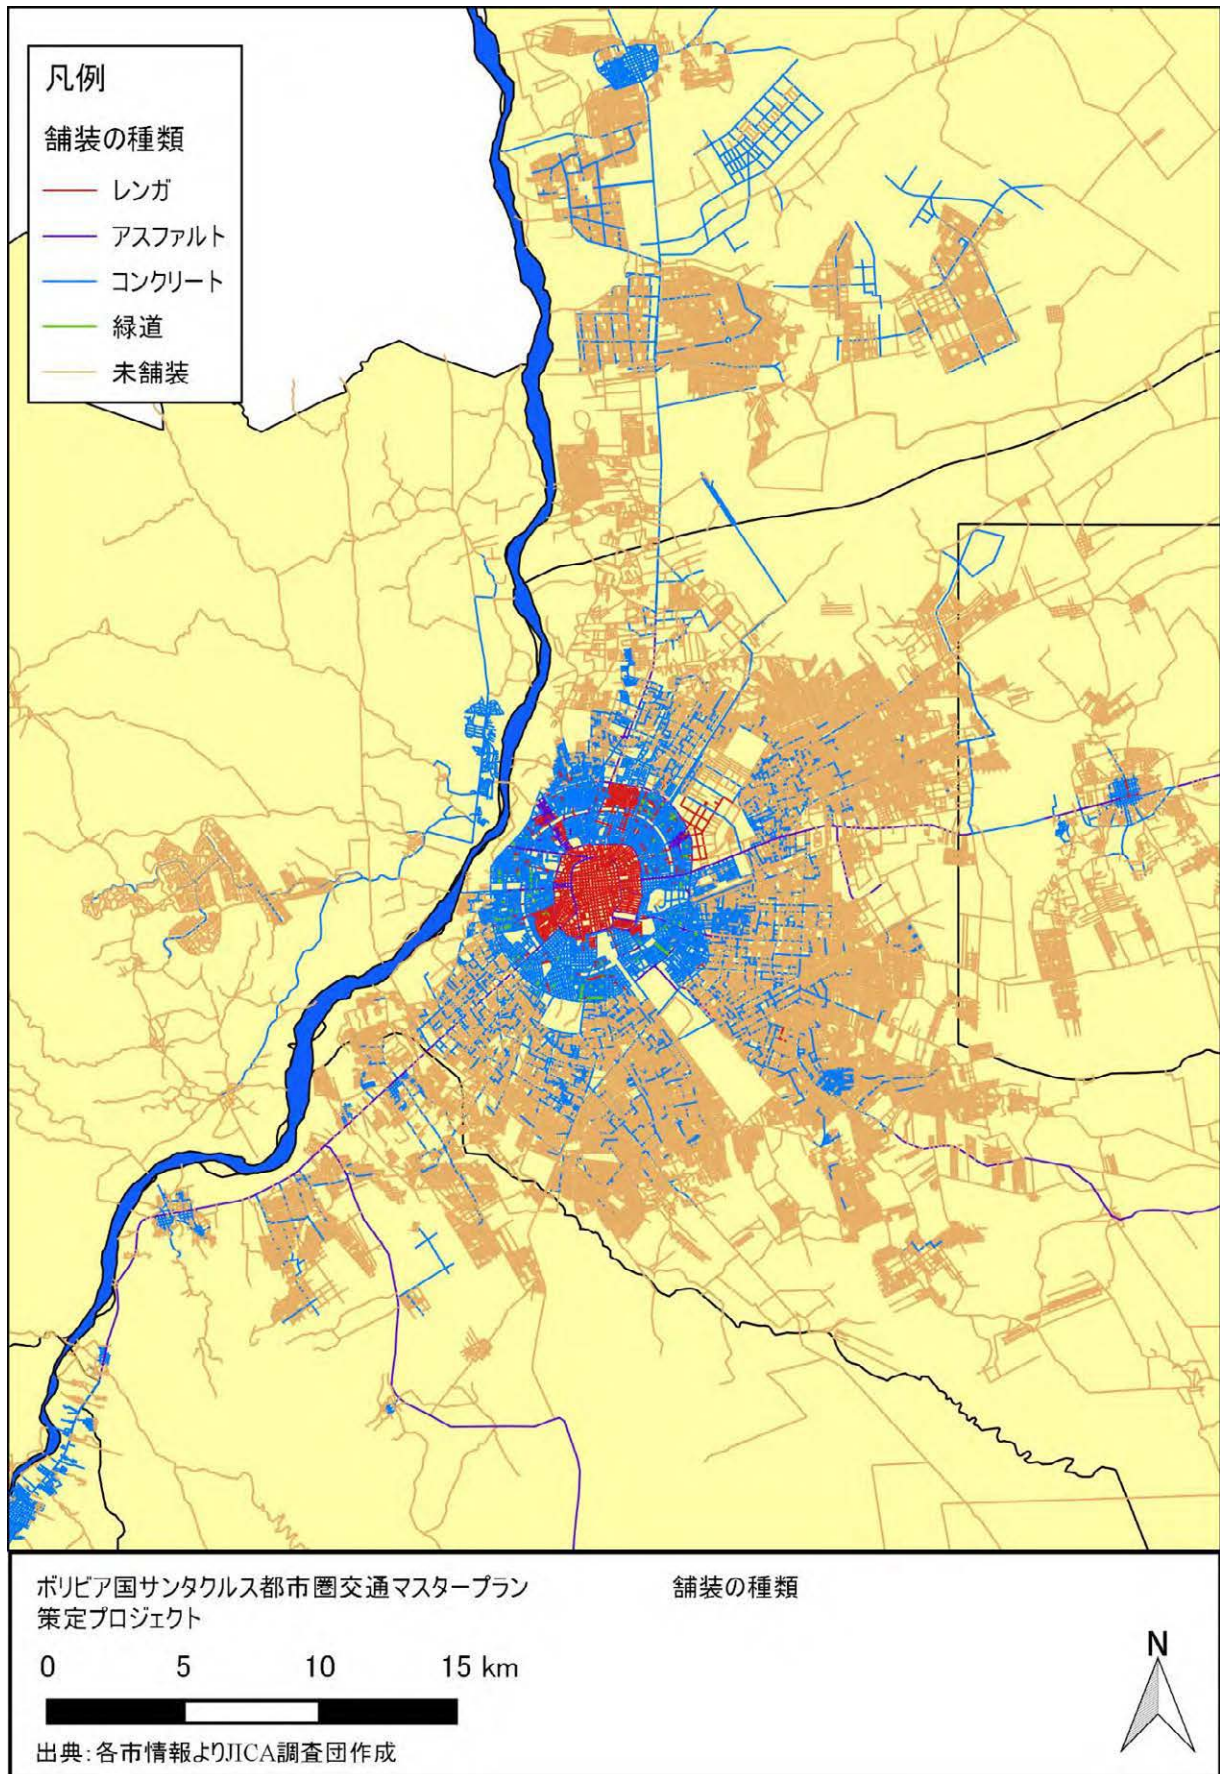 凡例
舗装の種類
レンガ
アスファルト
コンクリート
緑道
未舗装
ボリビア国サンタクルス都市圏交通マスタープラン
策定プロジェクト
舗装の種類
0 5 10 15 km
N
出典:各市情報よりJICA調査団作成